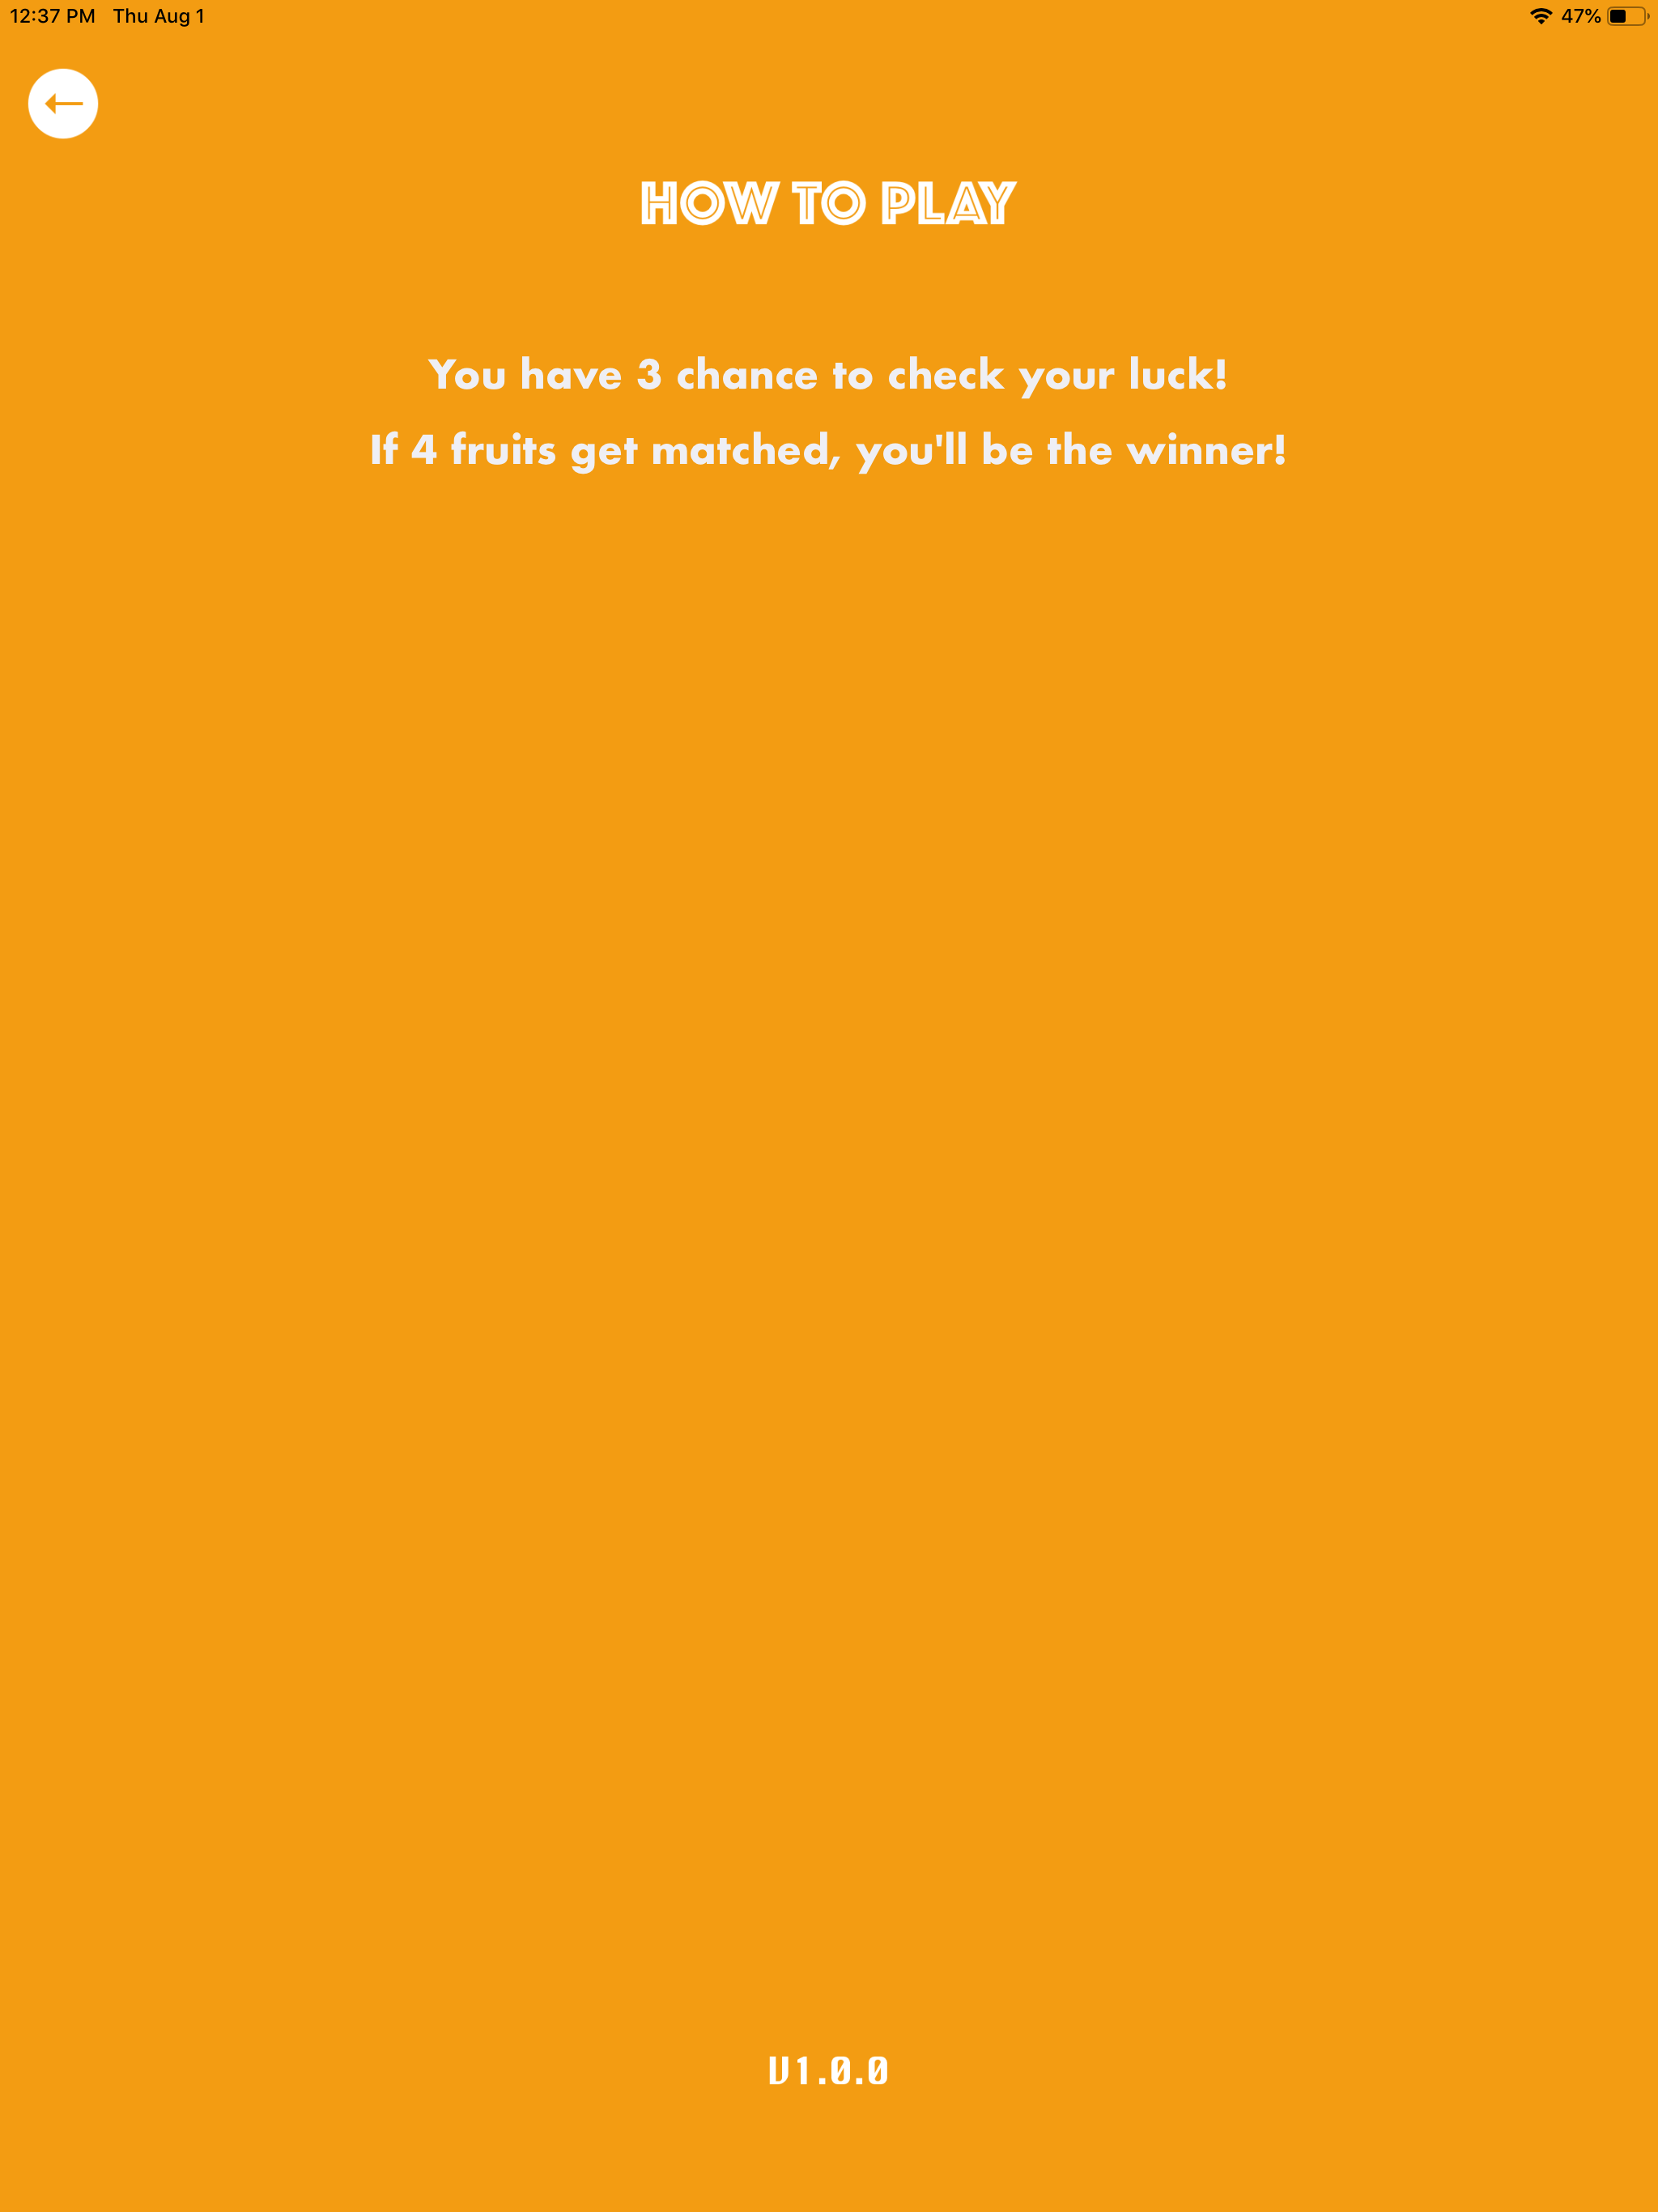 12:37 PM Thu Aug 1 47%
HOW TO PLAY
You have 3 chance to check your luck!
If 4 fruits get matched, you'll be the winner!
V1.0.0